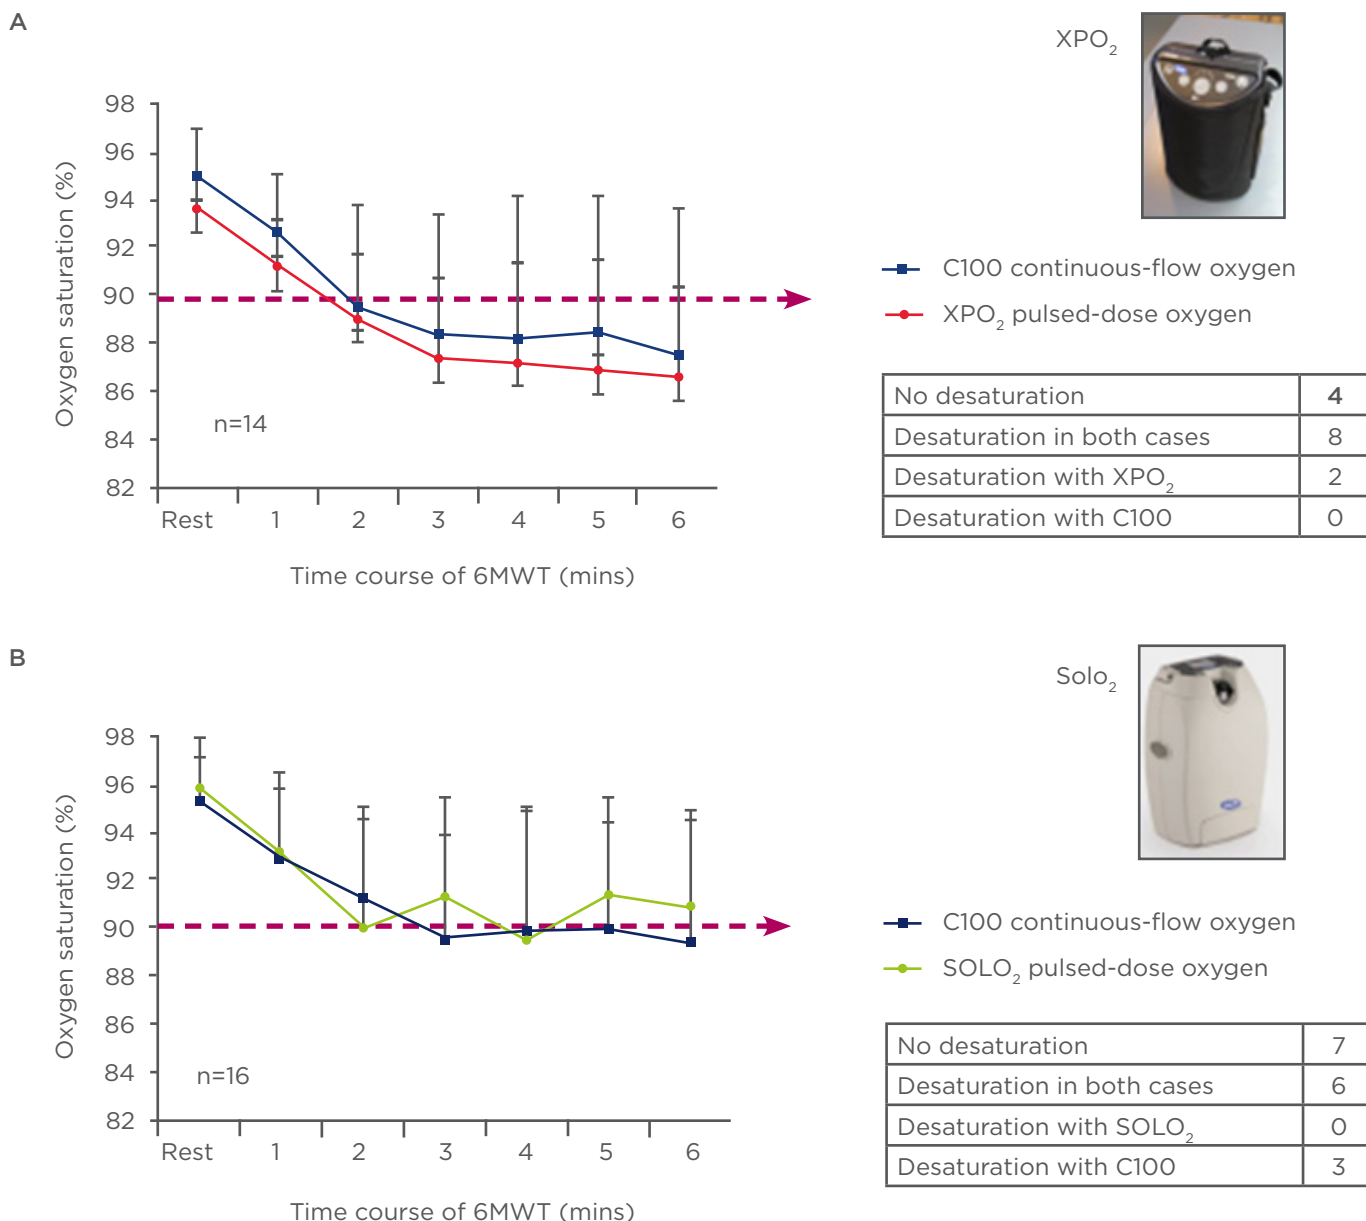 A
XPO₂
98
96
94
92
90
88
86
84
82
Oxygen saturation (%)
n=14
Rest 1 2 3 4 5 6
Time course of 6MWT (mins)
C100 continuous-flow oxygen
XPO₂ pulsed-dose oxygen
No desaturation 4
Desaturation in both cases 8
Desaturation with XPO₂ 2
Desaturation with C100 0
B
Solo₂
98
96
94
92
90
88
86
84
82
Oxygen saturation (%)
n=16
Rest 1 2 3 4 5 6
Time course of 6MWT (mins)
C100 continuous-flow oxygen
SOLO₂ pulsed-dose oxygen
No desaturation 7
Desaturation in both cases 6
Desaturation with SOLO₂ 0
Desaturation with C100 3